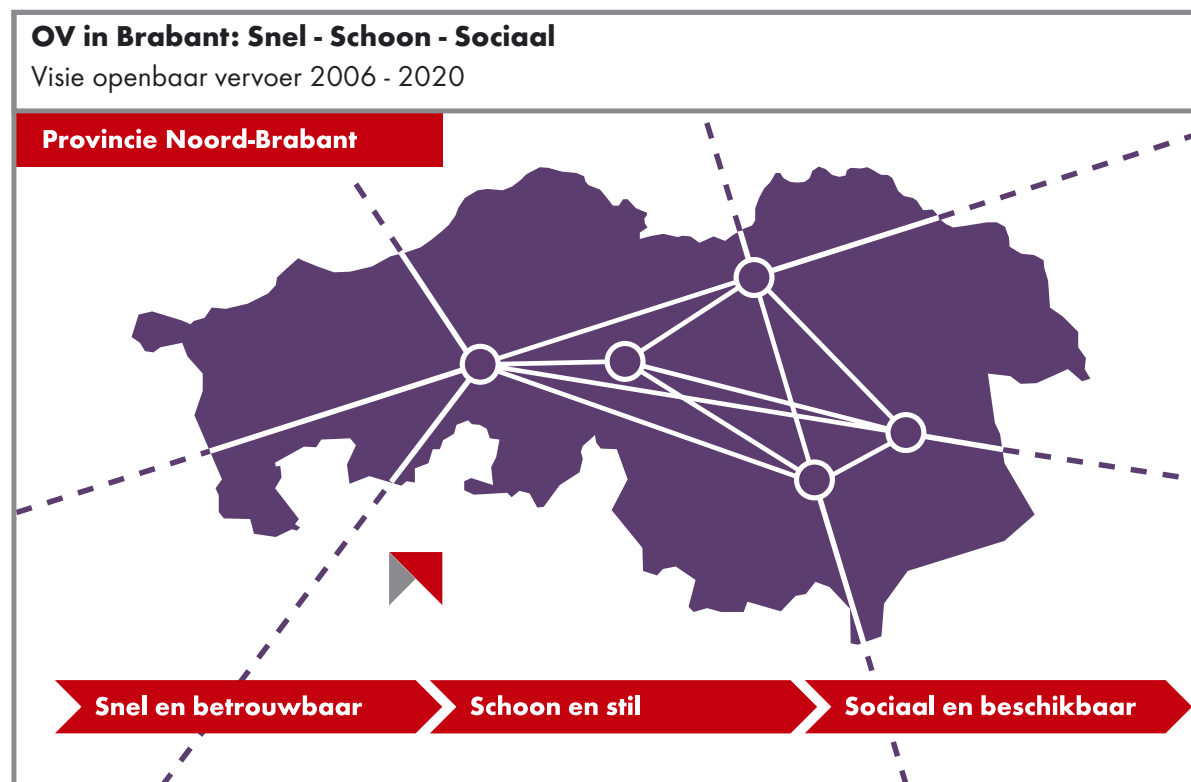 OV in Brabant: Snel - Schoon - Sociaal
Visie openbaar vervoer 2006 - 2020
Provincie Noord-Brabant
Snel en betrouwbaar
Schoon en stil
Sociaal en beschikbaar